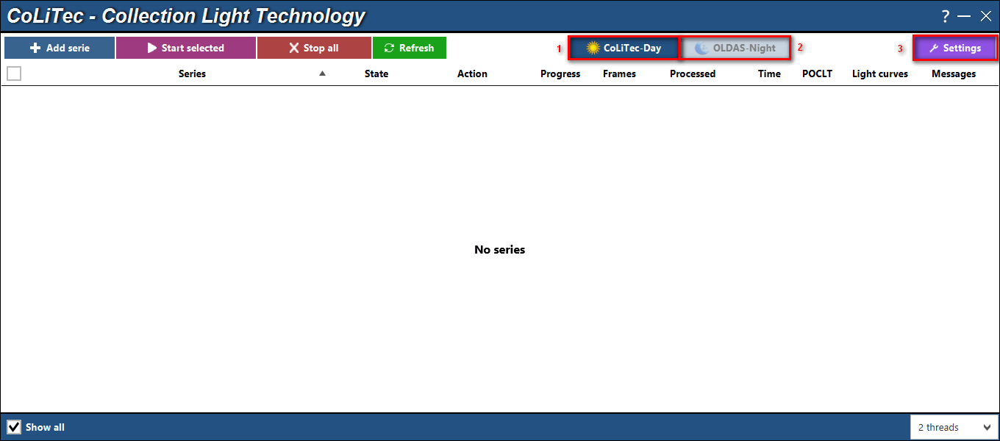 CoLiTec - Collection Light Technology ?
Add serie Start selected Stop all Refresh 1 CoLiTec-Day OLDAS-Night 2 3 Settings
Series State Action Progress Frames Processed Time POCLT Light curves Messages
No series
Show all 2 threads